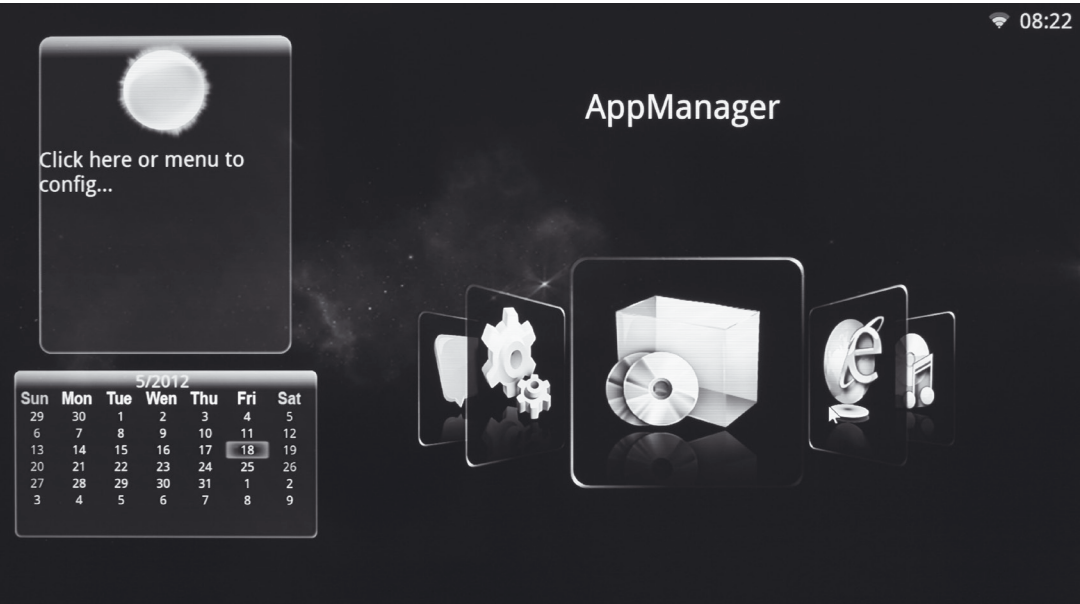 08:22
AppManager
Click here or menu to
config...
5/2012
Sun Mon Tue Wen Thu Fri Sat
29 30 1 2 3 4 5
6 7 8 9 10 11 12
13 14 15 16 17 18 19
20 21 22 23 24 25 26
27 28 29 30 31 1 2
3 4 5 6 7 8 9